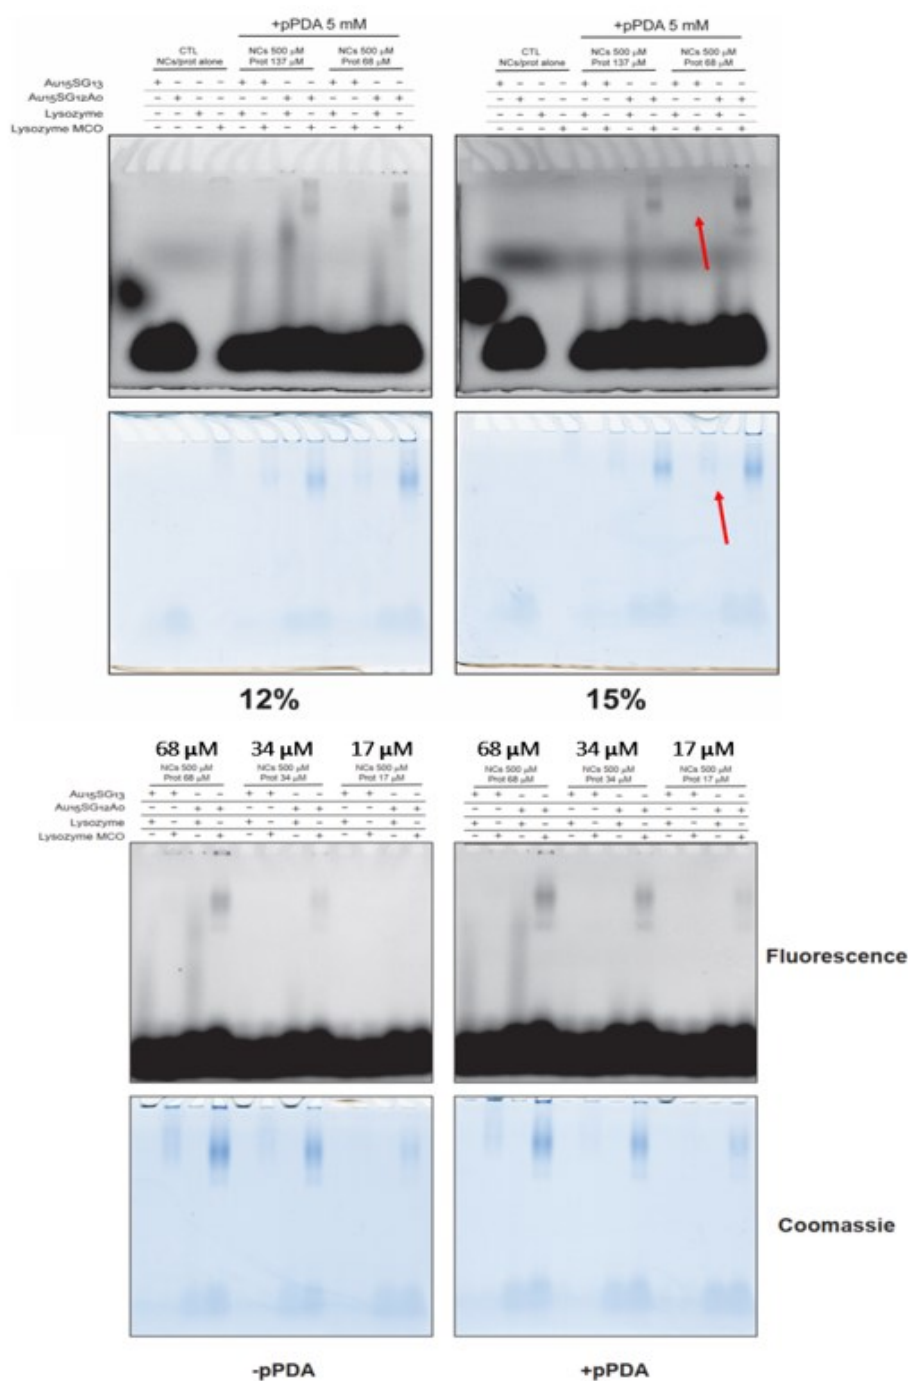 +pPDA 5 mM
CTL
NCs/prot alone
NCs 500 μM
Prot 137 μM
NCs 500 μM
Prot 68 μM
Au15SG13 + − − − + + − − + + − −
Au15SG12Ao − + − − − − + + − − + +
Lysozyme − − + − + − + − + − + −
Lysozyme MCO − − − + − + − + − + − +
+pPDA 5 mM
CTL
NCs/prot alone
NCs 500 μM
Prot 137 μM
NCs 500 μM
Prot 68 μM
+ − − − + + − − + + − −
− + − − − − + + − − + +
− − + − + − + − + − + −
− − − + − + − + − + − +
12%
15%
68 μM 34 μM 17 μM
NCs 500 μM
Prot 68 μM
NCs 500 μM
Prot 34 μM
NCs 500 μM
Prot 17 μM
Au15SG13 + + − − + + − − + + − −
Au15SG12Ao − − + + − − + + − − + +
Lysozyme + − + − + − + − + − + −
Lysozyme MCO − + − + − + − + − + − +
68 μM 34 μM 17 μM
NCs 500 μM
Prot 68 μM
NCs 500 μM
Prot 34 μM
NCs 500 μM
Prot 17 μM
+ + − − + + − − + + − −
− − + + − − + + − − + +
+ − + − + − + − + − + −
− + − + − + − + − + − +
Fluorescence
Coomassie
-pPDA
+pPDA